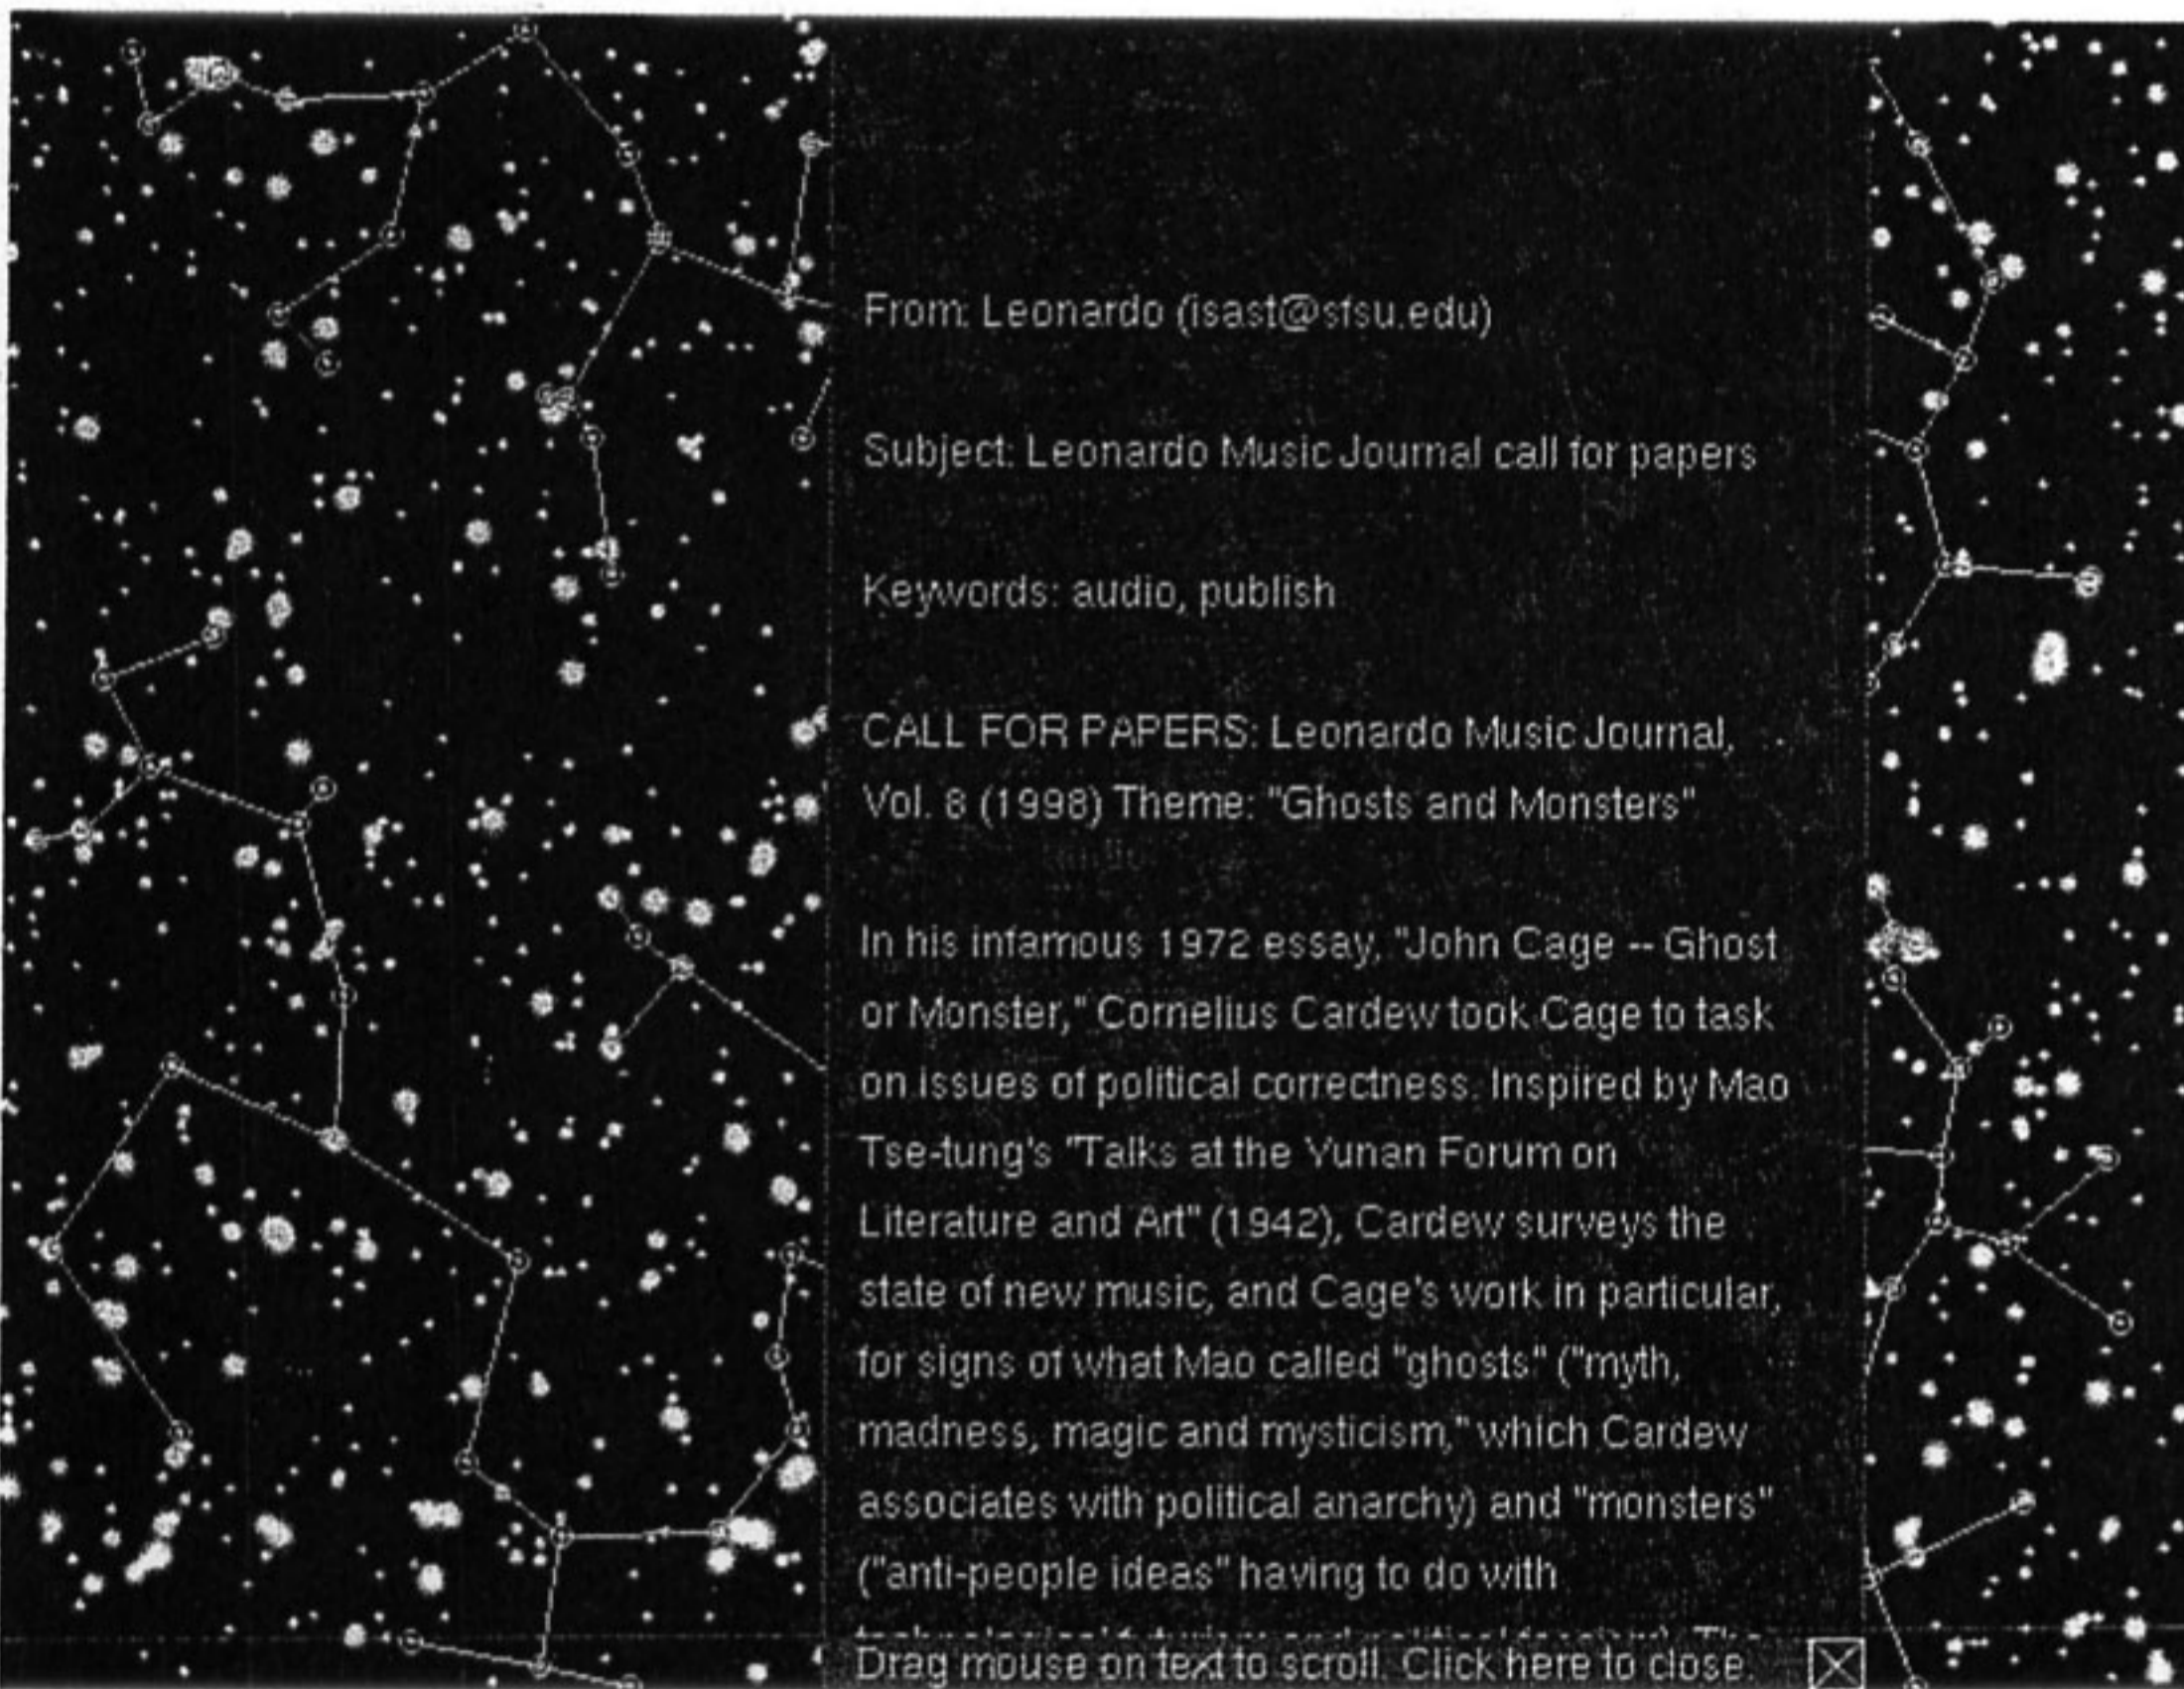 From: Leonardo (isast@sfsu.edu)
Subject: Leonardo Music Journal call for papers
Keywords: audio, publish
CALL FOR PAPERS: Leonardo Music Journal,
Vol. 8 (1998) Theme: "Ghosts and Monsters"
In his infamous 1972 essay, "John Cage -- Ghost
or Monster," Cornelius Cardew took Cage to task
on issues of political correctness. Inspired by Mao
Tse-tung's "Talks at the Yunan Forum on
Literature and Art" (1942), Cardew surveys the
state of new music, and Cage's work in particular,
for signs of what Mao called "ghosts" ("myth,
madness, magic and mysticism," which Cardew
associates with political anarchy) and "monsters"
("anti-people ideas" having to do with
Drag mouse on text to scroll. Click here to close.